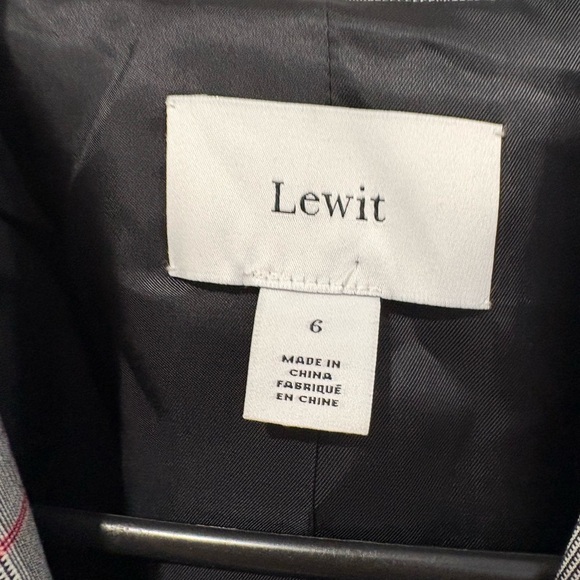 Lewit
6
MADE IN
CHINA
FABRIQUÉ
EN CHINE